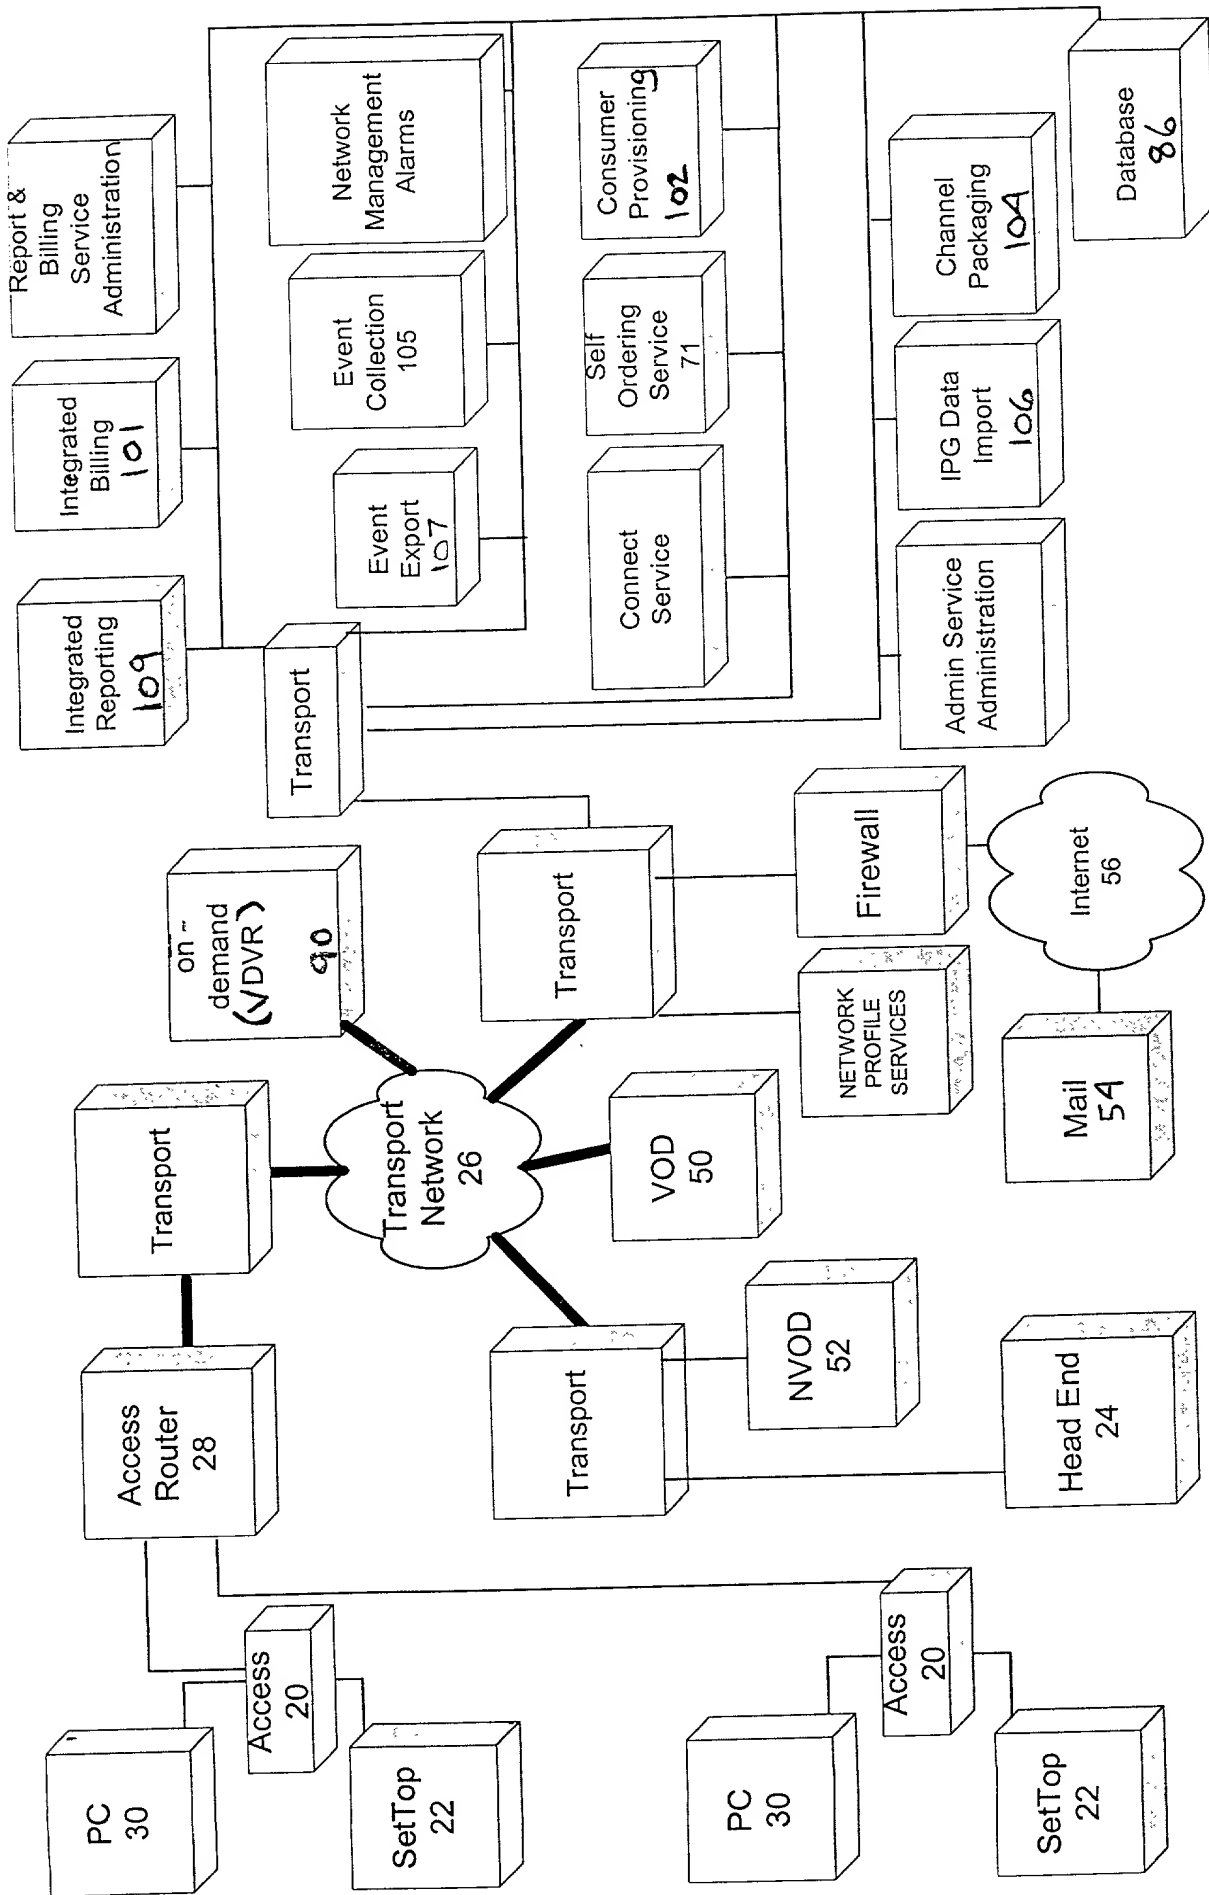 PC
30
SetTop
22
PC
30
SetTop
22
Access
20
Access
20
Access
Router
28
Transport
Head End
24
NVOD
52
Transport
Transport
Network
26
VOD
50
Mail
54
on -
demand
(VDVR)
90
Transport
NETWORK
PROFILE
SERVICES
Firewall
Internet
56
Transport
Integrated
Reporting
109
Integrated
Billing
101
Report &
Billing
Service
Administration
Event
Export
107
Event
Collection
105
Network
Management
Alarms
Connect
Service
Self
Ordering
Service
71
Consumer
Provisioning
102
Admin Service
Administration
IPG Data
Import
106
Channel
Packaging
104
Database
86